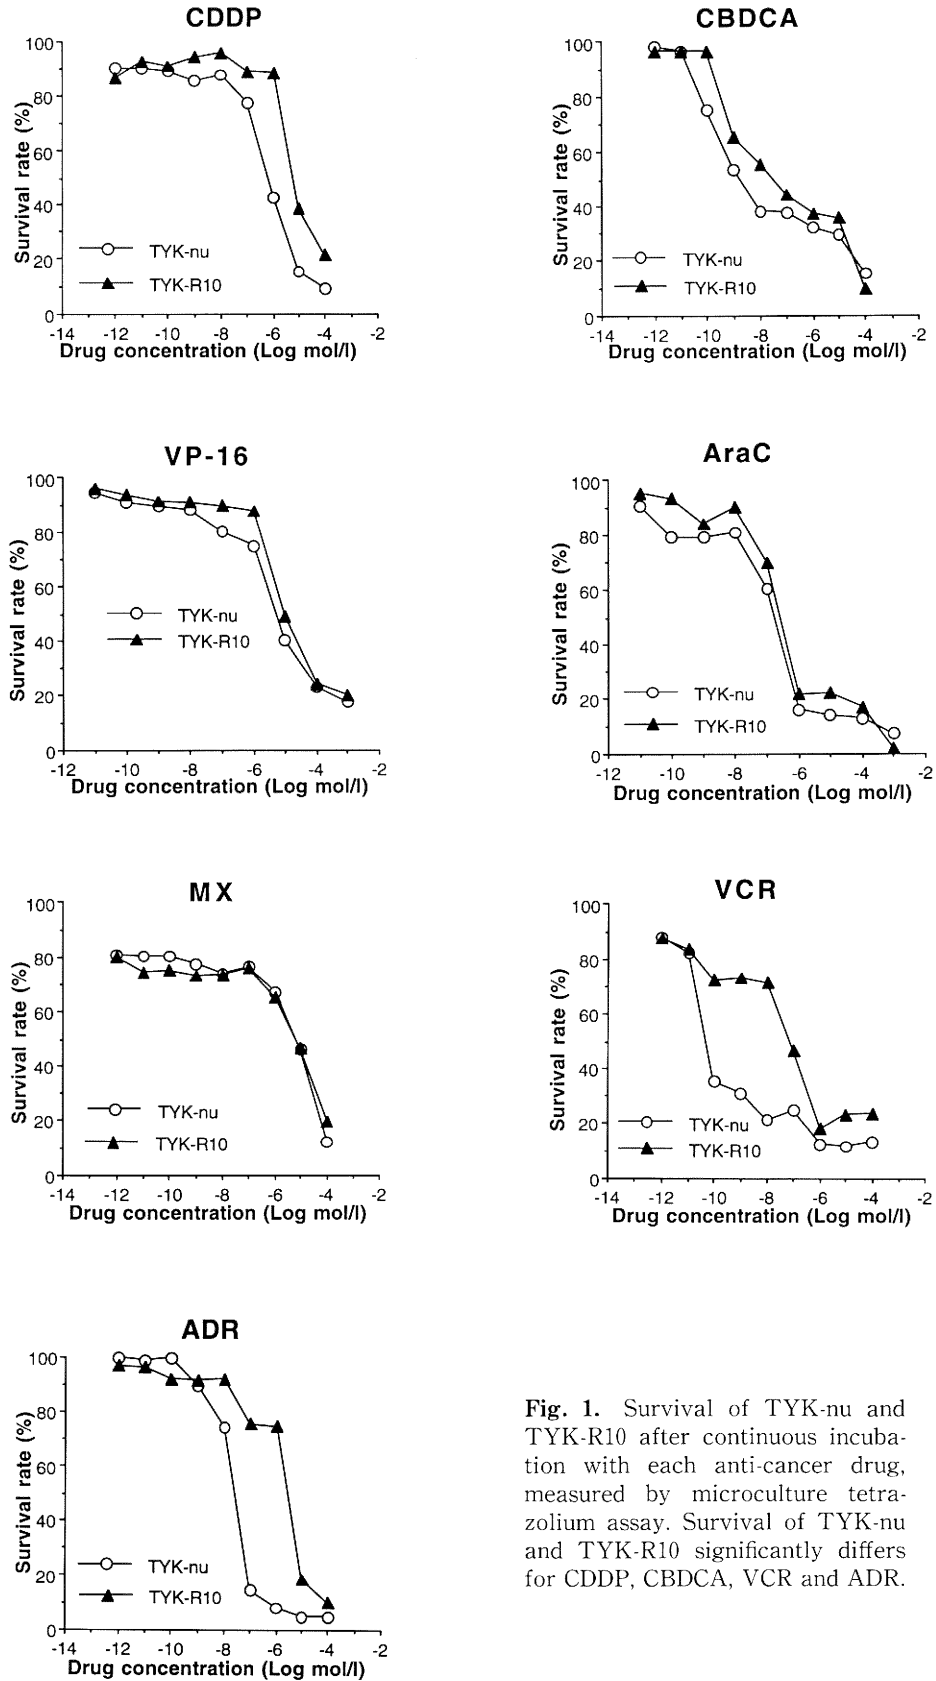 CDDP
100
80
60
40
20
0
Survival rate (%)
TYK-nu
TYK-R10
-14 -12 -10 -8 -6 -4 -2
Drug concentration (Log mol/l)
CBDCA
100
80
60
40
20
0
Survival rate (%)
TYK-nu
TYK-R10
-14 -12 -10 -8 -6 -4 -2
Drug concentration (Log mol/l)
VP-16
100
80
60
40
20
0
Survival rate (%)
TYK-nu
TYK-R10
-12 -10 -8 -6 -4 -2
Drug concentration (Log mol/l)
AraC
100
80
60
40
20
0
Survival rate (%)
TYK-nu
TYK-R10
-12 -10 -8 -6 -4 -2
Drug concentration (Log mol/l)
MX
100
80
60
40
20
0
Survival rate (%)
TYK-nu
TYK-R10
-14 -12 -10 -8 -6 -4 -2
Drug concentration (Log mol/l)
VCR
100
80
60
40
20
0
Survival rate (%)
TYK-nu
TYK-R10
-14 -12 -10 -8 -6 -4 -2
Drug concentration (Log mol/l)
ADR
100
80
60
40
20
0
Survival rate (%)
TYK-nu
TYK-R10
-14 -12 -10 -8 -6 -4 -2
Drug concentration (Log mol/l)
Fig. 1. Survival of TYK-nu and
TYK-R10 after continuous incuba-
tion with each anti-cancer drug,
measured by microculture tetra-
zolium assay. Survival of TYK-nu
and TYK-R10 significantly differs
for CDDP, CBDCA, VCR and ADR.